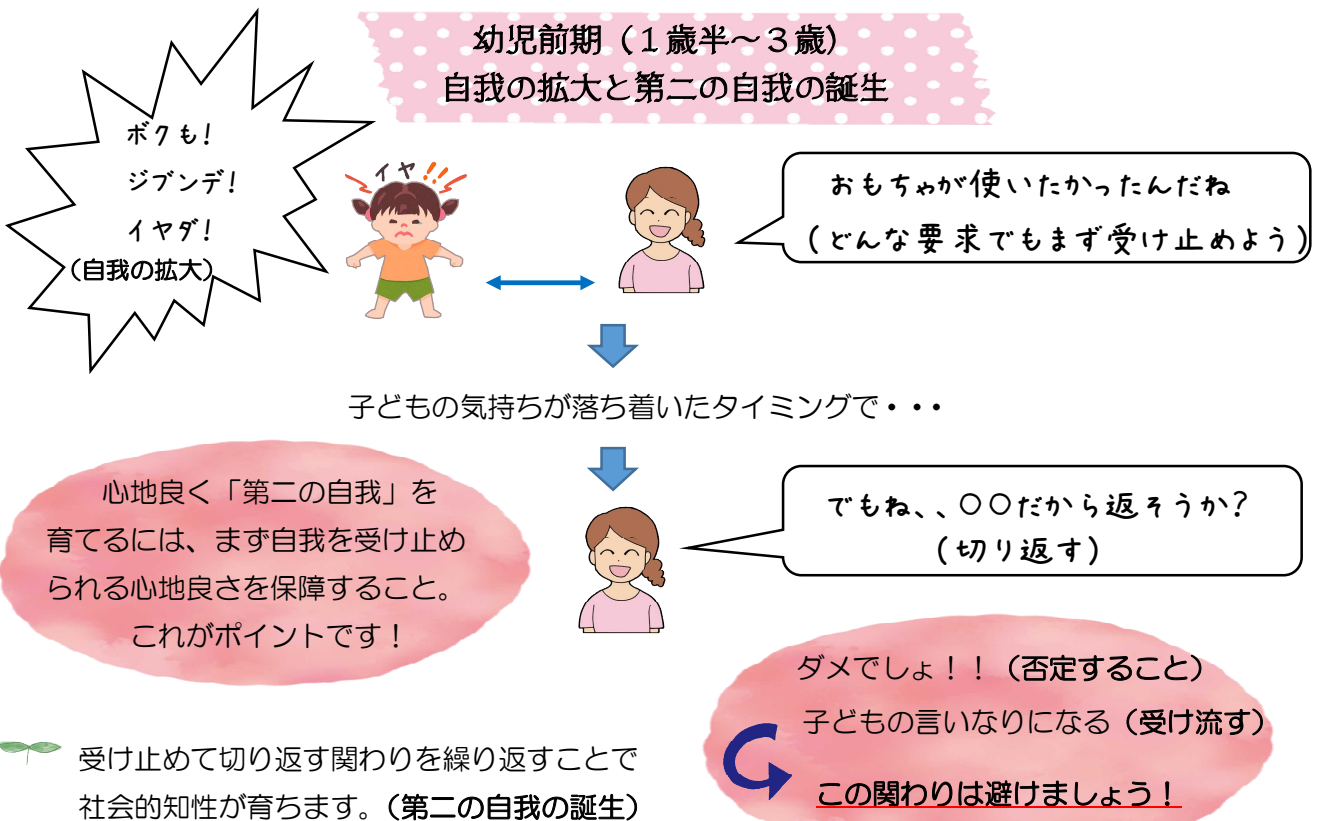 幼児前期(1歳半~3歳)
自我の拡大と第二の自我の誕生
ボクも!
ジブンデ!
イヤダ!
(自我の拡大)
イヤ!!
おもちゃが使いたかったんだね
(どんな要求でもまず受け止めよう)
子どもの気持ちが落ち着いたタイミングで・・・
心地良く「第二の自我」を
育てるには、まず自我を受け止め
られる心地良さを保障すること。
これがポイントです!
でもね、、〇〇だから返そうか?
(切り返す)
ダメでしょ!!(否定すること)
子どもの言いなりになる(受け流す)
この関わりは避けましょう!
受け止めて切り返す関わりを繰り返すことで
社会的知性が育ちます。(第二の自我の誕生)